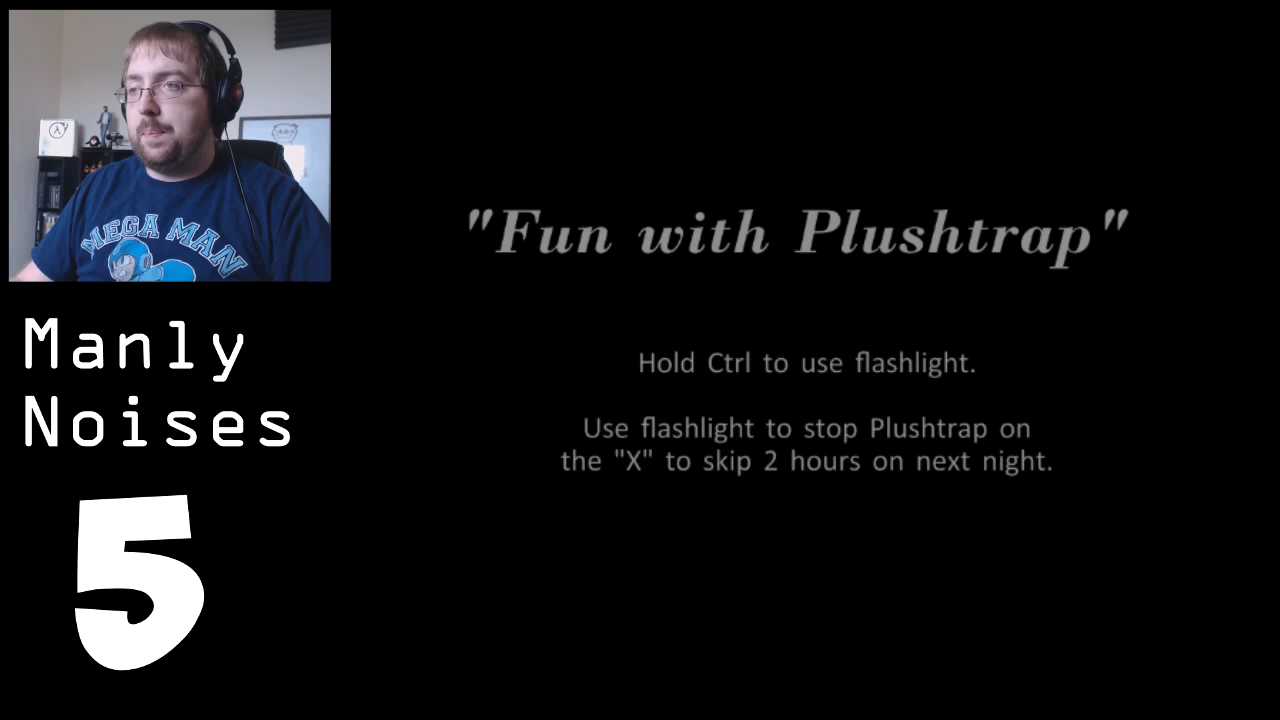 MEGA MAN
Manly
Noises
5
"Fun with Plushtrap"
Hold Ctrl to use flashlight.
Use flashlight to stop Plushtrap on
the "X" to skip 2 hours on next night.